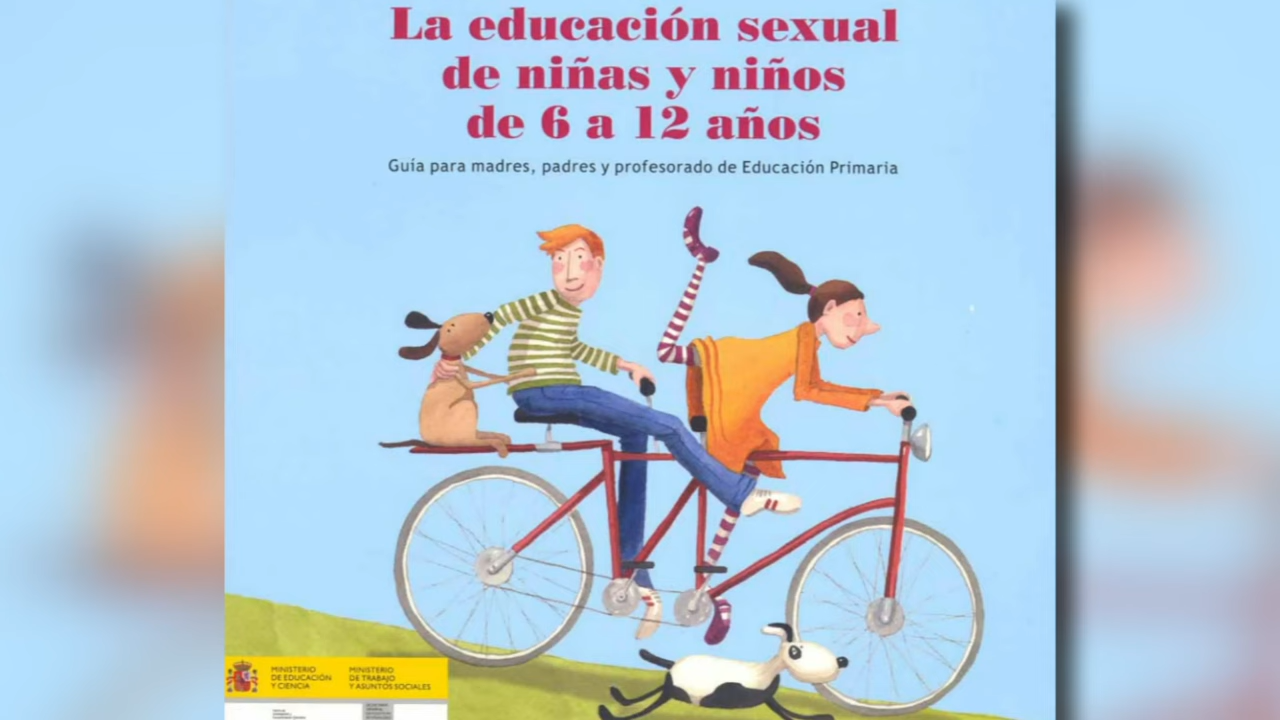 La educación sexual
de niñas y niños
de 6 a 12 años
Guía para madres, padres y profesorado de Educación Primaria
MINISTERIO
DE EDUCACIÓN
Y CIENCIA
MINISTERIO
DE TRABAJO
Y ASUNTOS SOCIALES